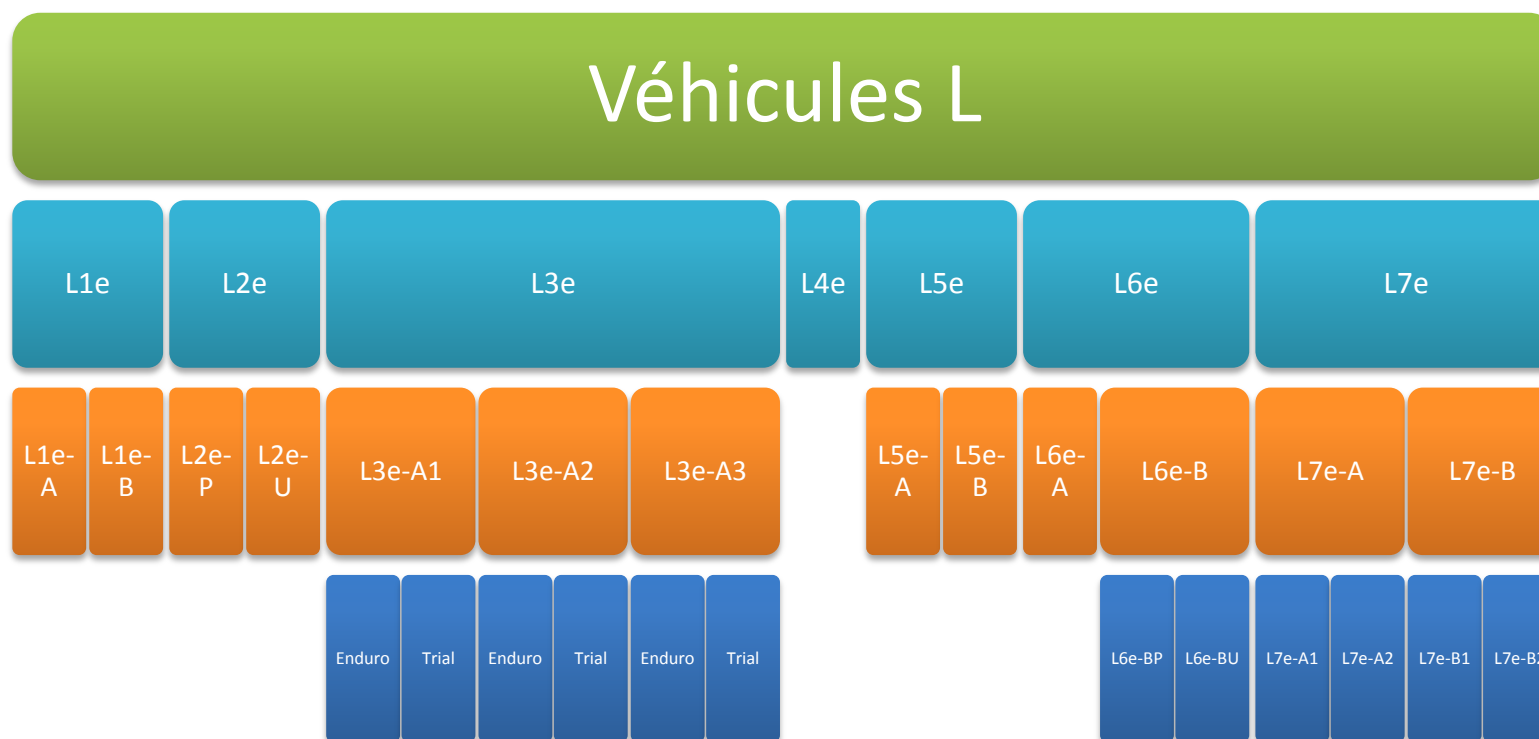 Véhicules L
L1e
L2e
L3e
L4e
L5e
L6e
L7e
L1e-
A
L1e-
B
L2e-
P
L2e-
U
L3e-A1
L3e-A2
L3e-A3
L5e-
A
L5e-
B
L6e-
A
L6e-B
L7e-A
L7e-B
Enduro
Trial
Enduro
Trial
Enduro
Trial
L6e-BP
L6e-BU
L7e-A1
L7e-A2
L7e-B1
L7e-B2